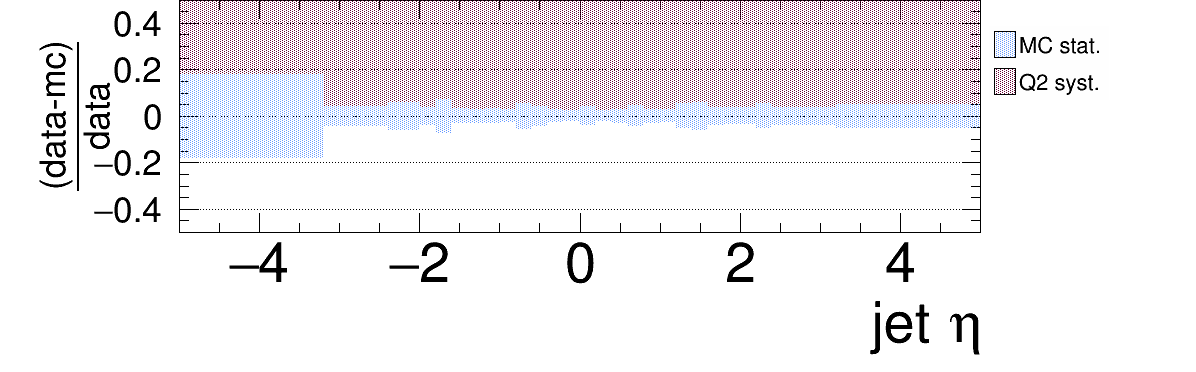 (data-mc)
data
0.4
0.2
0
−0.2
−0.4
−4 −2 0 2 4
jet η
MC stat.
Q2 syst.